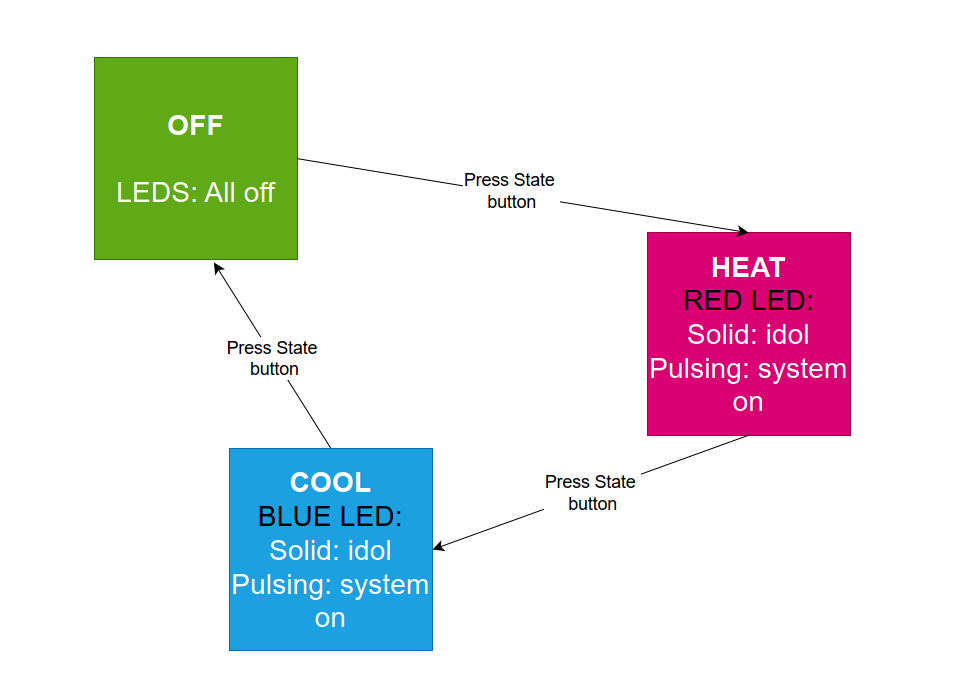 OFF
LEDS: All off
Press State
button
HEAT
RED LED:
Solid: idol
Pulsing: system
on
Press State
button
Press State
button
COOL
BLUE LED:
Solid: idol
Pulsing: system
on